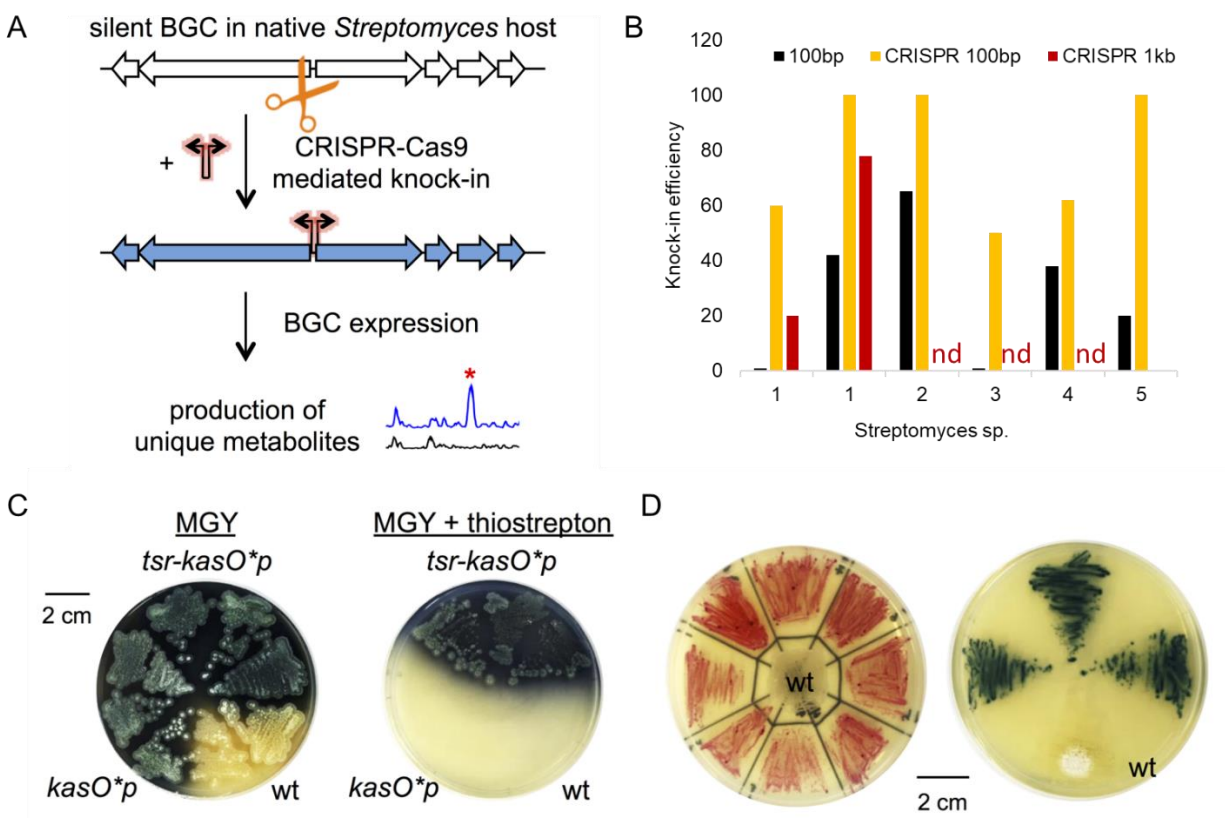 A
silent BGC in native Streptomyces host
+
CRISPR-Cas9
mediated knock-in
BGC expression
*
production of
unique metabolites
B
120
100
80
60
40
20
0
Knock-in efficiency
100bp CRISPR 100bp CRISPR 1kb
nd nd nd
1 1 2 3 4 5
Streptomyces sp.
C
MGY
tsr-kasO*p
2 cm
kasO*p
wt
MGY + thiostrepton
tsr-kasO*p
kasO*p
wt
D
wt
2 cm
wt